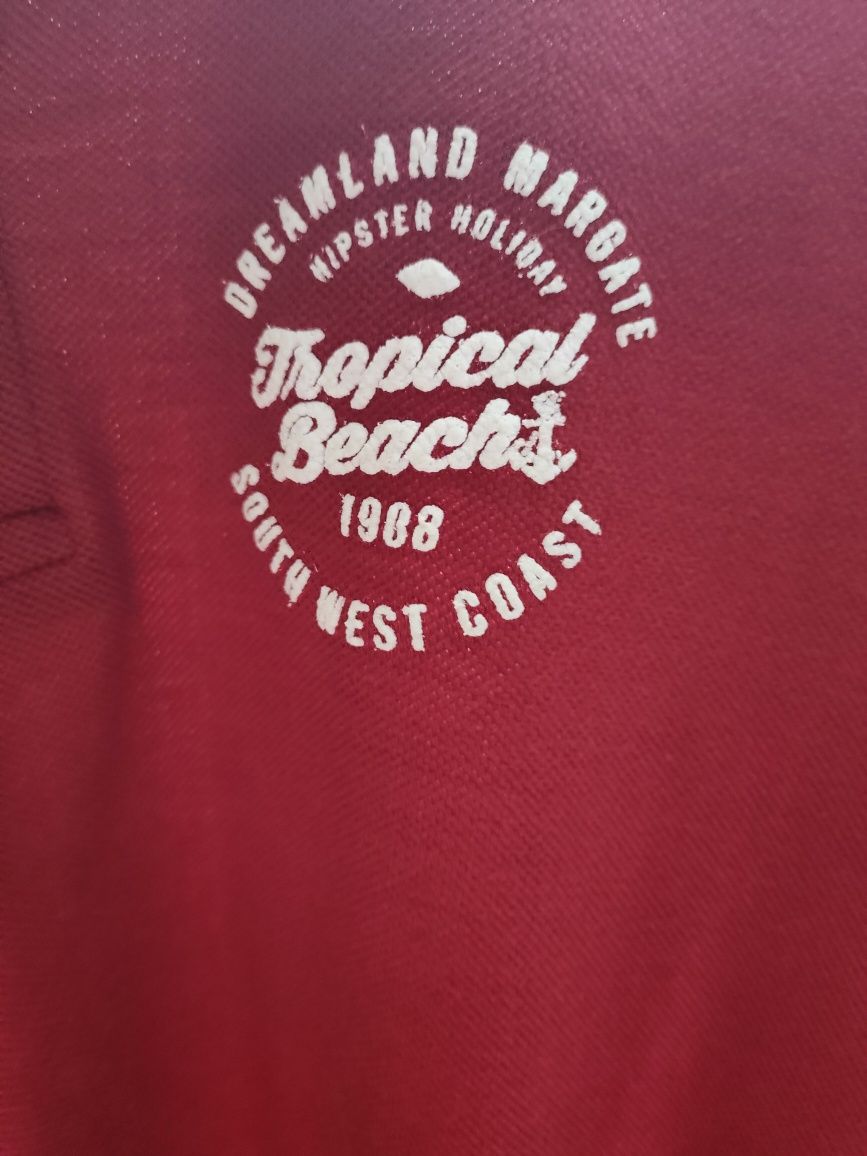 DREAMLAND MARGATE
HIPSTER HOLIDAY
Tropical
Beach
1988
SOUTH WEST COAST